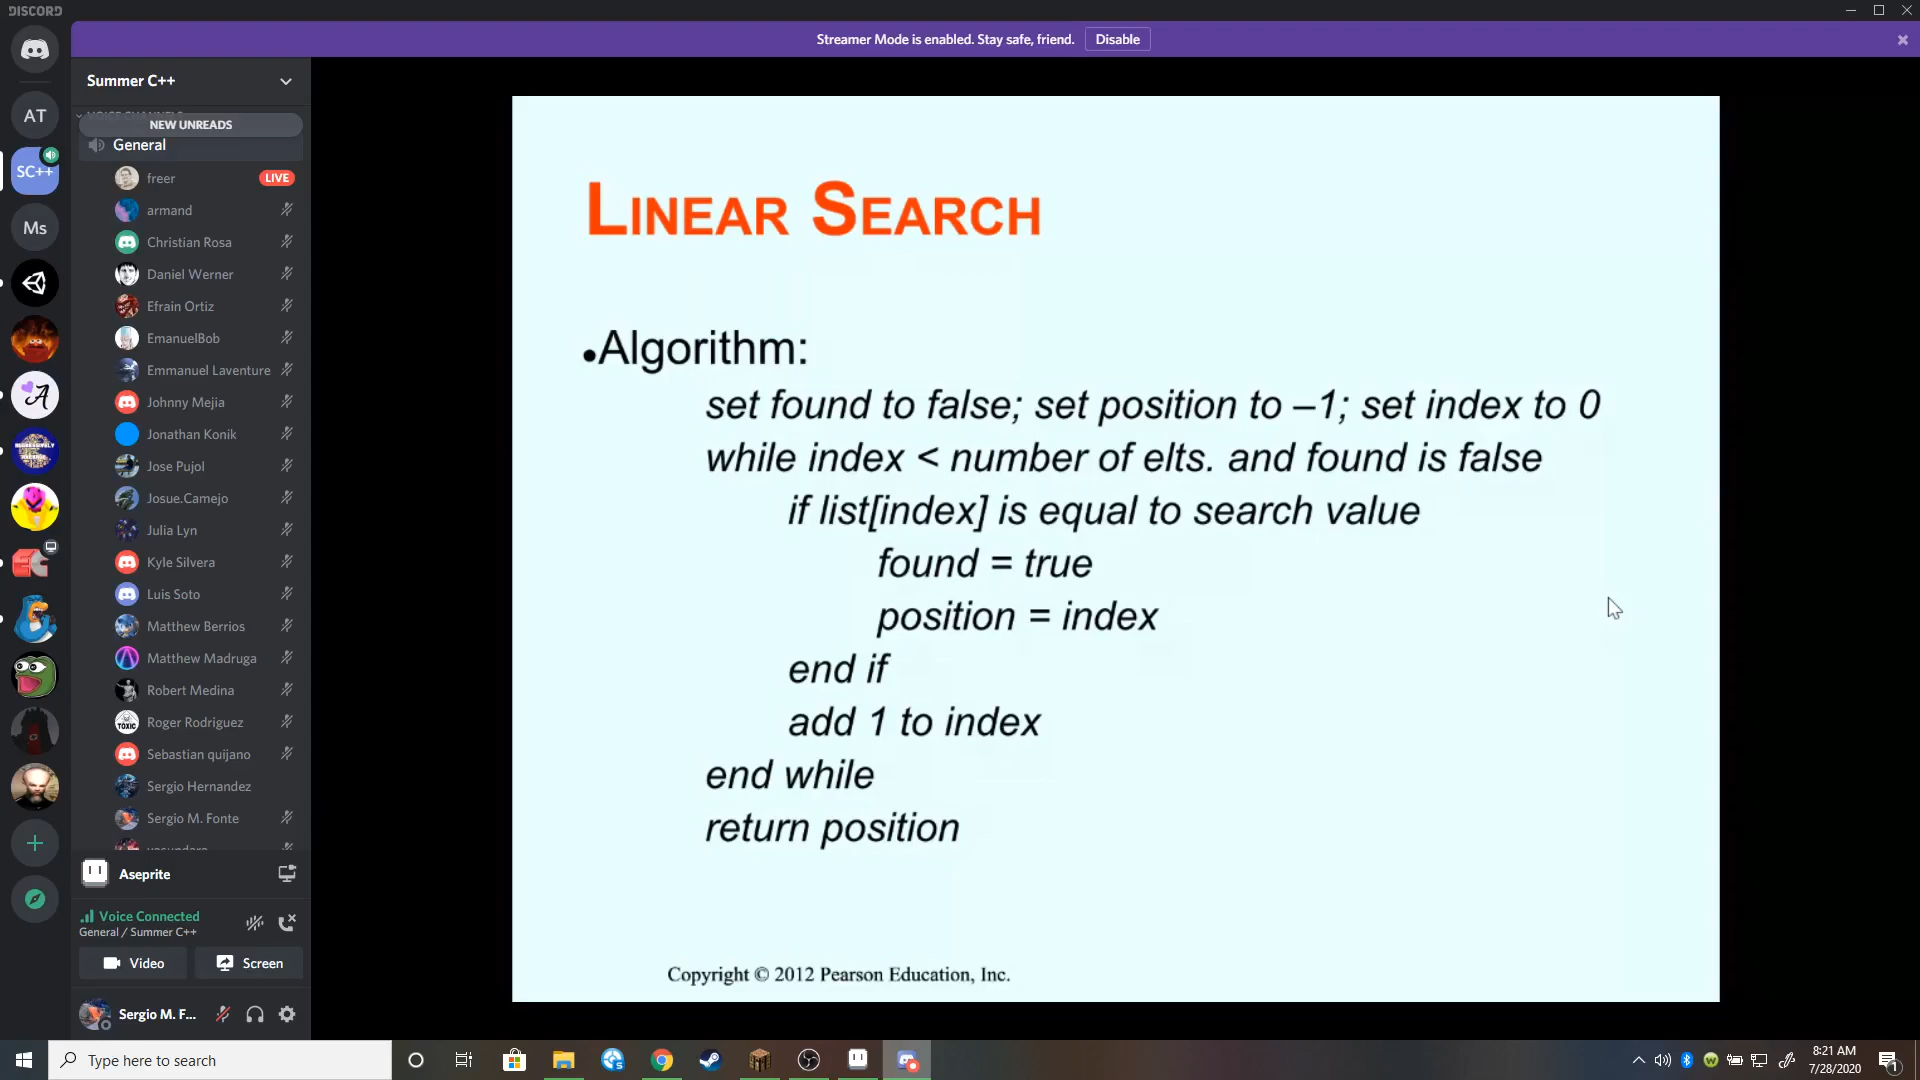 DISCORD
Streamer Mode is enabled. Stay safe, friend. Disable
Summer C++
NEW UNREADS
General
freer LIVE
armand
Christian Rosa
Daniel Werner
Efrain Ortiz
EmanuelBob
Emmanuel Laventure
Johnny Mejia
Jonathan Konik
Jose Pujol
Josue.Camejo
Julia Lyn
Kyle Silvera
Luis Soto
Matthew Berrios
Matthew Madruga
Robert Medina
Roger Rodriguez
Sebastian quijano
Sergio Hernandez
Sergio M. Fonte
Aseprite
Voice Connected
General / Summer C++
Video Screen
Sergio M. F...
AT
SC++
Ms
LINEAR SEARCH
•Algorithm:
set found to false; set position to –1; set index to 0
while index < number of elts. and found is false
if list[index] is equal to search value
found = true
position = index
end if
add 1 to index
end while
return position
Copyright © 2012 Pearson Education, Inc.
Type here to search
8:21 AM
7/28/2020
1